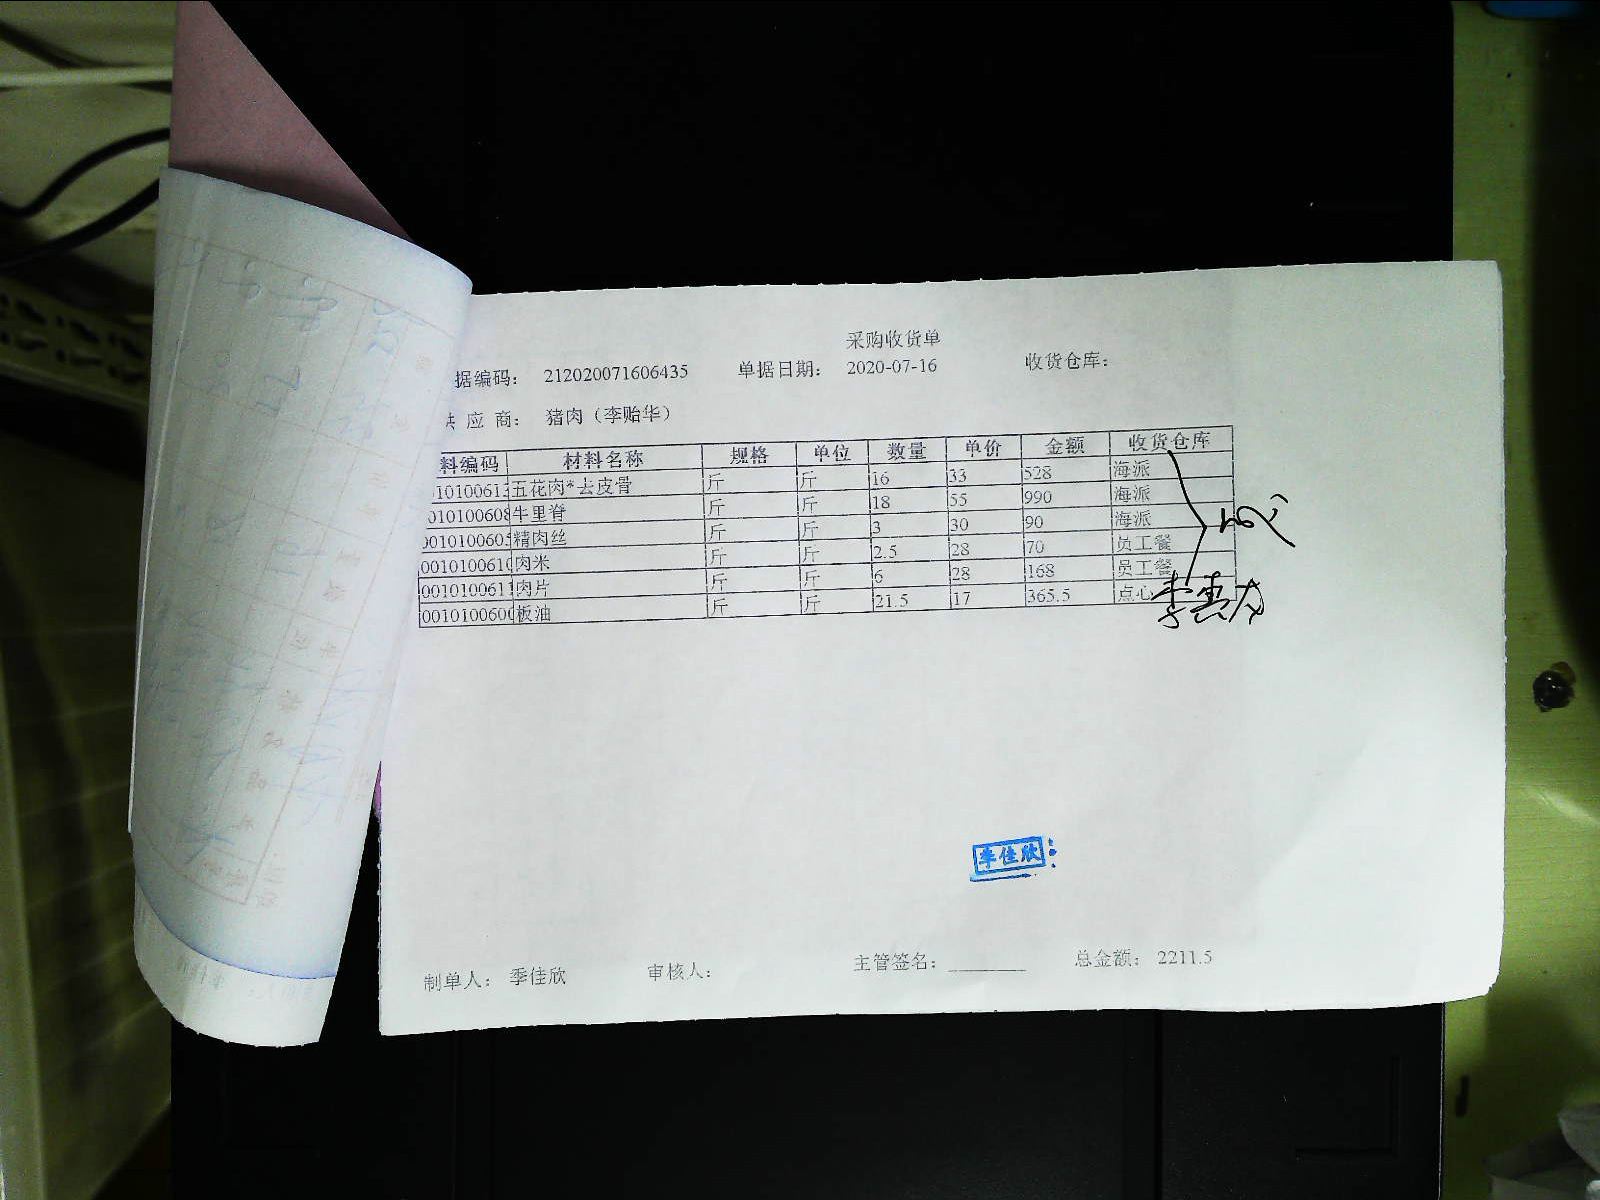 采购收货单
据编码： 212020071606435 单据日期： 2020-07-16 收货仓库：
供 应 商： 猪肉（李贻华）
料编码 材料名称 规格 单位 数量 单价 金额 收货仓库
010100613 五花肉*去皮骨 斤 斤 16 33 528 海派
010100608 牛里脊 斤 斤 18 55 990 海派
0010100605 精肉丝 斤 斤 3 30 90 海派
0010100610 肉米 斤 斤 2.5 28 70 员工餐
0010100611 肉片 斤 斤 6 28 168 员工餐
0010100600 板油 斤 斤 21.5 17 365.5 点心
季佳欣
制单人： 季佳欣 审核人： 主管签名： 总金额： 2211.5